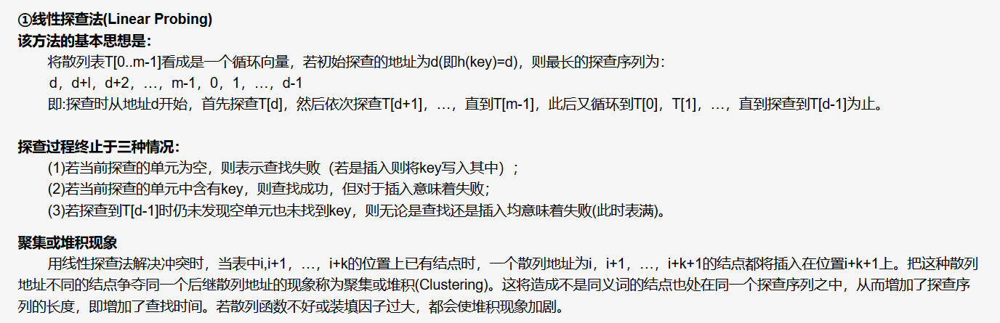 ①线性探查法(Linear Probing)
该方法的基本思想是：
将散列表T[0..m-1]看成是一个循环向量，若初始探查的地址为d(即h(key)=d)，则最长的探查序列为：
d，d+l，d+2，…，m-1，0，1，…，d-1
即:探查时从地址d开始，首先探查T[d]，然后依次探查T[d+1]，…，直到T[m-1]，此后又循环到T[0]，T[1]，…，直到探查到T[d-1]为止。
探查过程终止于三种情况：
(1)若当前探查的单元为空，则表示查找失败（若是插入则将key写入其中）;
(2)若当前探查的单元中含有key，则查找成功，但对于插入意味着失败;
(3)若探查到T[d-1]时仍未发现空单元也未找到key，则无论是查找还是插入均意味着失败(此时表满)。
聚集或堆积现象
用线性探查法解决冲突时，当表中i,i+1，…，i+k的位置上已有结点时，一个散列地址为i，i+1，…，i+k+1的结点都将插入在位置i+k+1上。把这种散列
地址不同的结点争夺同一个后继散列地址的现象称为聚集或堆积(Clustering)。这将造成不是同义词的结点也处在同一个探查序列之中，从而增加了探查序
列的长度，即增加了查找时间。若散列函数不好或装填因子过大，都会使堆积现象加剧。